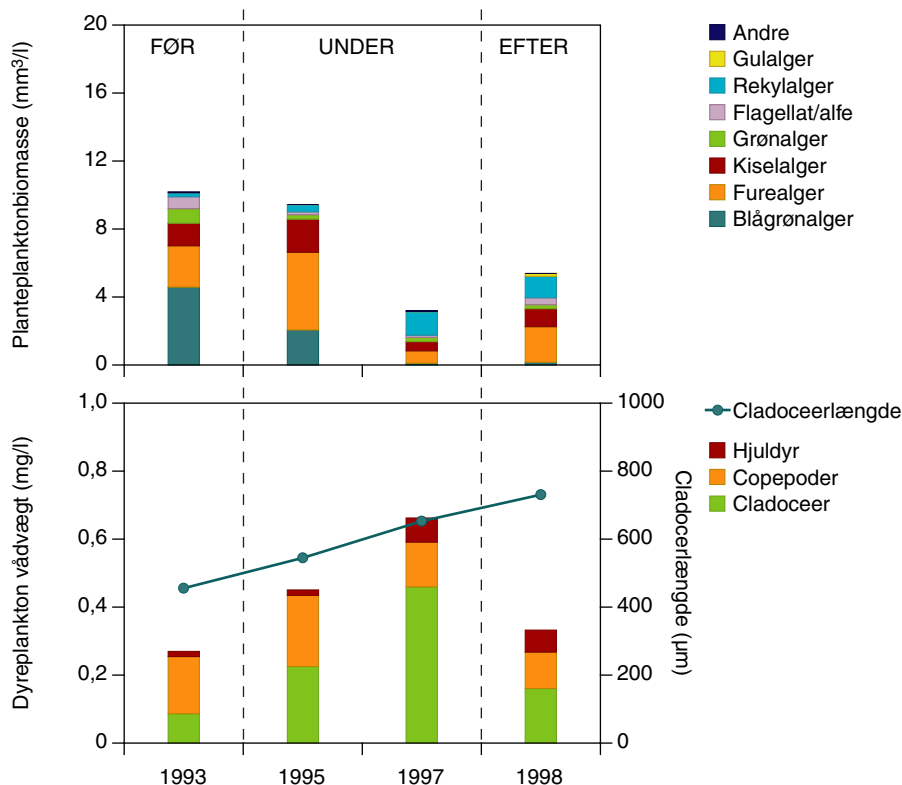 FØR
UNDER
EFTER
Planteplanktonbiomasse (mm³/l)
20
16
12
8
4
0
Andre
Gulalger
Rekylalger
Flagellat/alfe
Grønalger
Kiselalger
Furealger
Blågrønalger
Dyreplankton vådvægt (mg/l)
1,0
0,8
0,6
0,4
0,2
0
1000
800
600
400
200
0
Cladocerlængde (µm)
Cladoceerlængde
Hjuldyr
Copepoder
Cladoceer
1993
1995
1997
1998